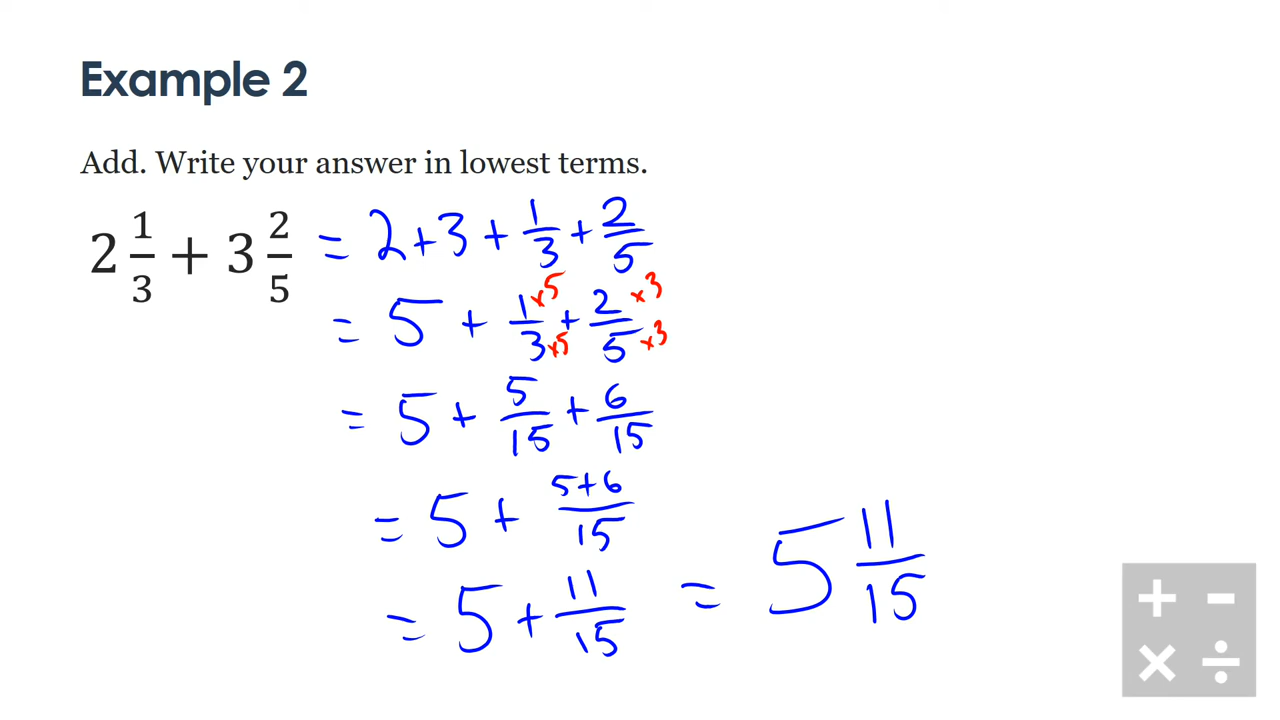 Example 2
Add. Write your answer in lowest terms.
2 1/3 + 3 2/5 = 2 + 3 + 1/3 + 2/5
= 5 + 1×5/3×5 + 2×3/5×3
= 5 + 5/15 + 6/15
= 5 + 5+6/15
= 5 + 11/15 = 5 11/15
+ −
× ÷